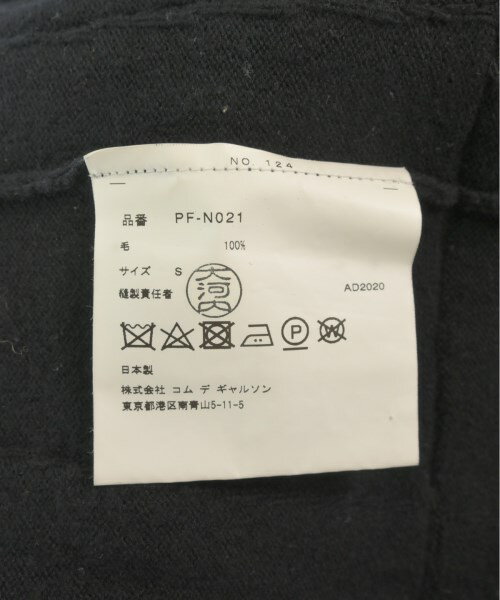 NO. 124
品番 PF-N021
毛 100%
サイズ S
大河内
縫製責任者
AD2020
P W
日本製
株式会社 コム デ ギャルソン
東京都港区南青山5-11-5